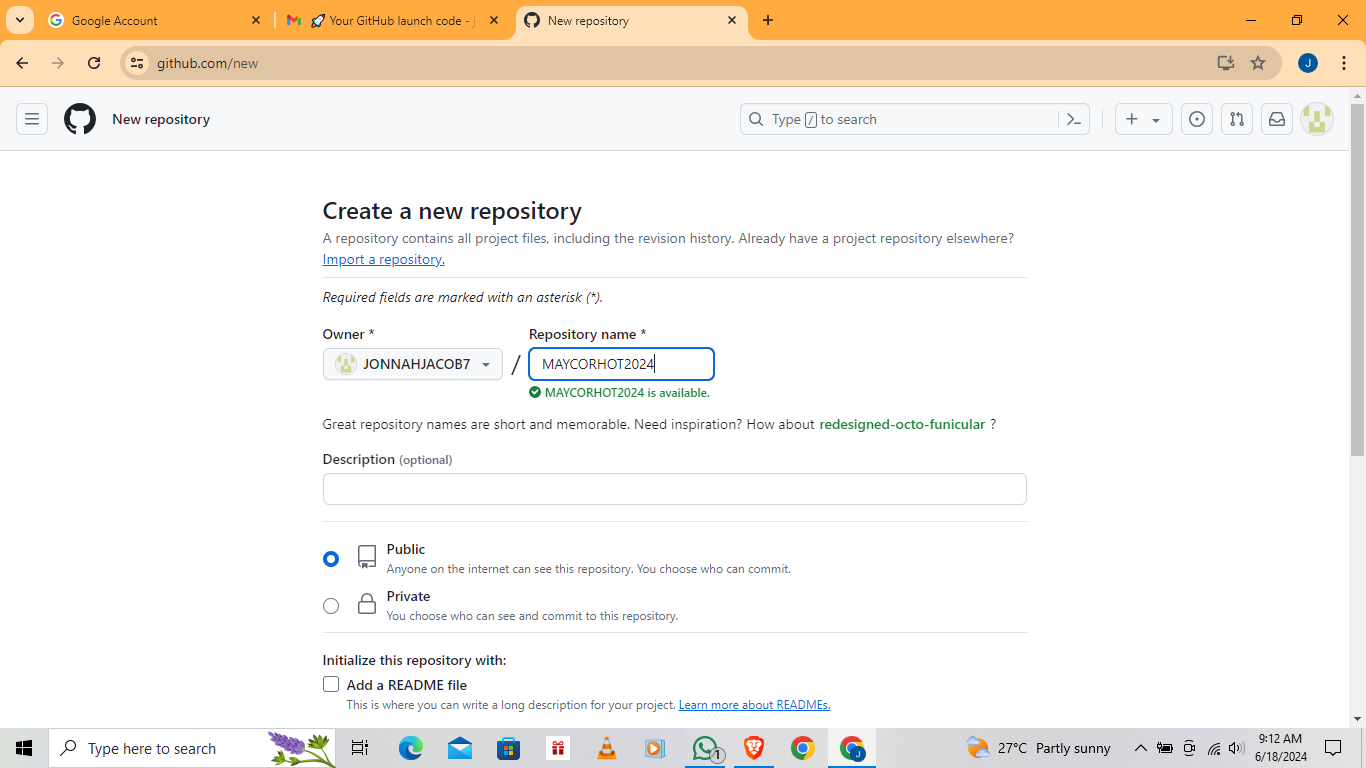 Google Account
🚀 Your GitHub launch code - j
New repository
github.com/new
J
New repository
Type / to search
Create a new repository
A repository contains all project files, including the revision history. Already have a project repository elsewhere?
Import a repository.
Required fields are marked with an asterisk (*).
Owner *
Repository name *
JONNAHJACOB7
/
MAYCORHOT2024
MAYCORHOT2024 is available.
Great repository names are short and memorable. Need inspiration? How about redesigned-octo-funicular ?
Description (optional)
Public
Anyone on the internet can see this repository. You choose who can commit.
Private
You choose who can see and commit to this repository.
Initialize this repository with:
Add a README file
This is where you can write a long description for your project. Learn more about READMEs.
Type here to search
1
J
27°C Partly sunny
9:12 AM
6/18/2024